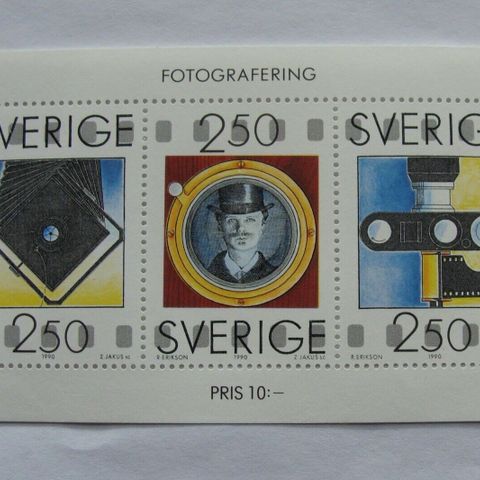 FOTOGRAFERING
SVERIGE 250 SVERIGE
250 SVERIGE 250
1990 Z. JAKUS sc R. ERIKSON 1990 Z. JAKUS sc R. ERIKSON 1990
PRIS 10:–